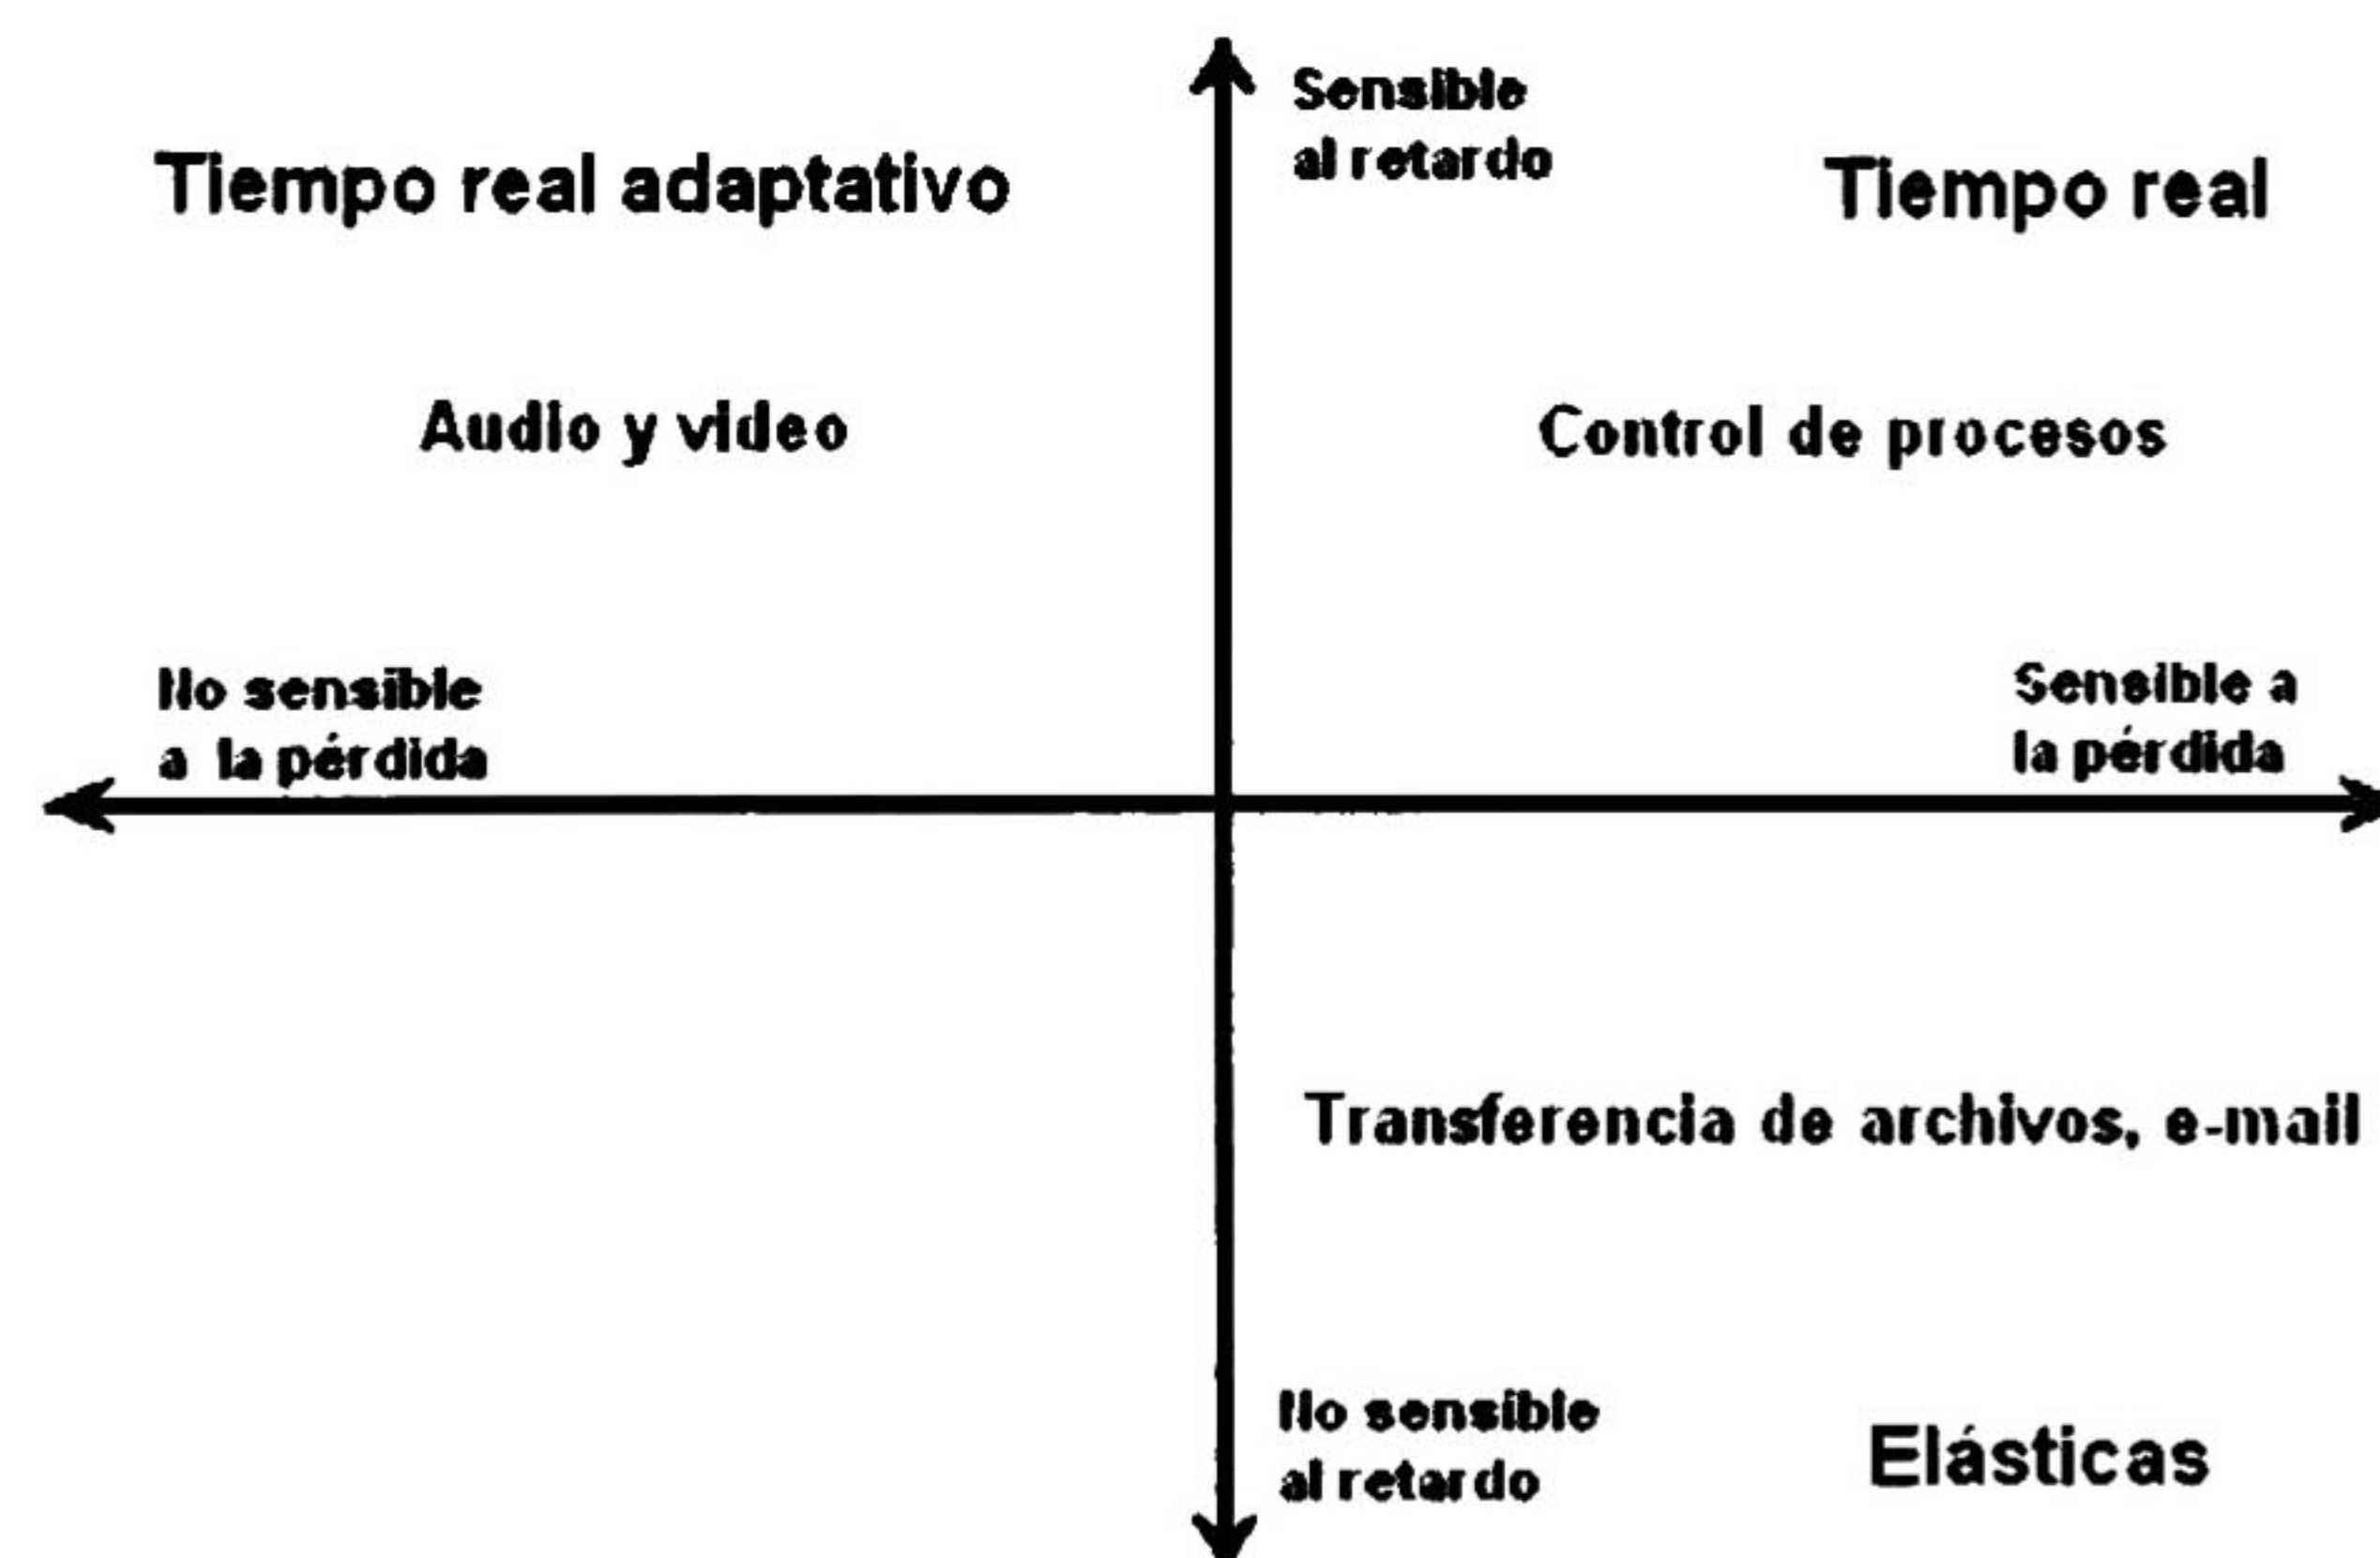 Sensible
al retardo
Tiempo real adaptativo
Tiempo real
Audio y video
Control de procesos
No sensible
a la pérdida
Sensible a
la pérdida
Transferencia de archivos, e-mail
No sensible
al retardo
Elásticas